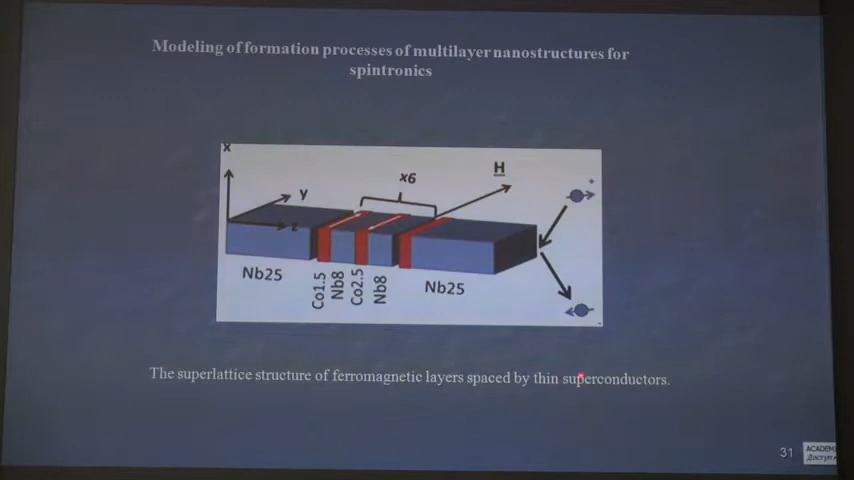 Modeling of formation processes of multilayer nanostructures for
spintronics
x
y
z
x6
H
Nb25
Co1.5
Nb8
Co2.5
Nb8
Nb25
The superlattice structure of ferromagnetic layers spaced by thin superconductors.
31